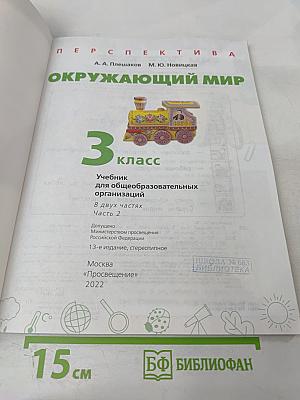 ПЕРСПЕКТИВА
А. А. Плешаков М. Ю. Новицкая
ОКРУЖАЮЩИЙ МИР
3 класс
Учебник
для общеобразовательных
организаций
В двух частях
Часть 2
Допущено
Министерством просвещения
Российской Федерации
13-е издание, стереотипное
Москва
«Просвещение»
2022
БИБЛИОТЕКА
15 см
БФ БИБЛИОФАН